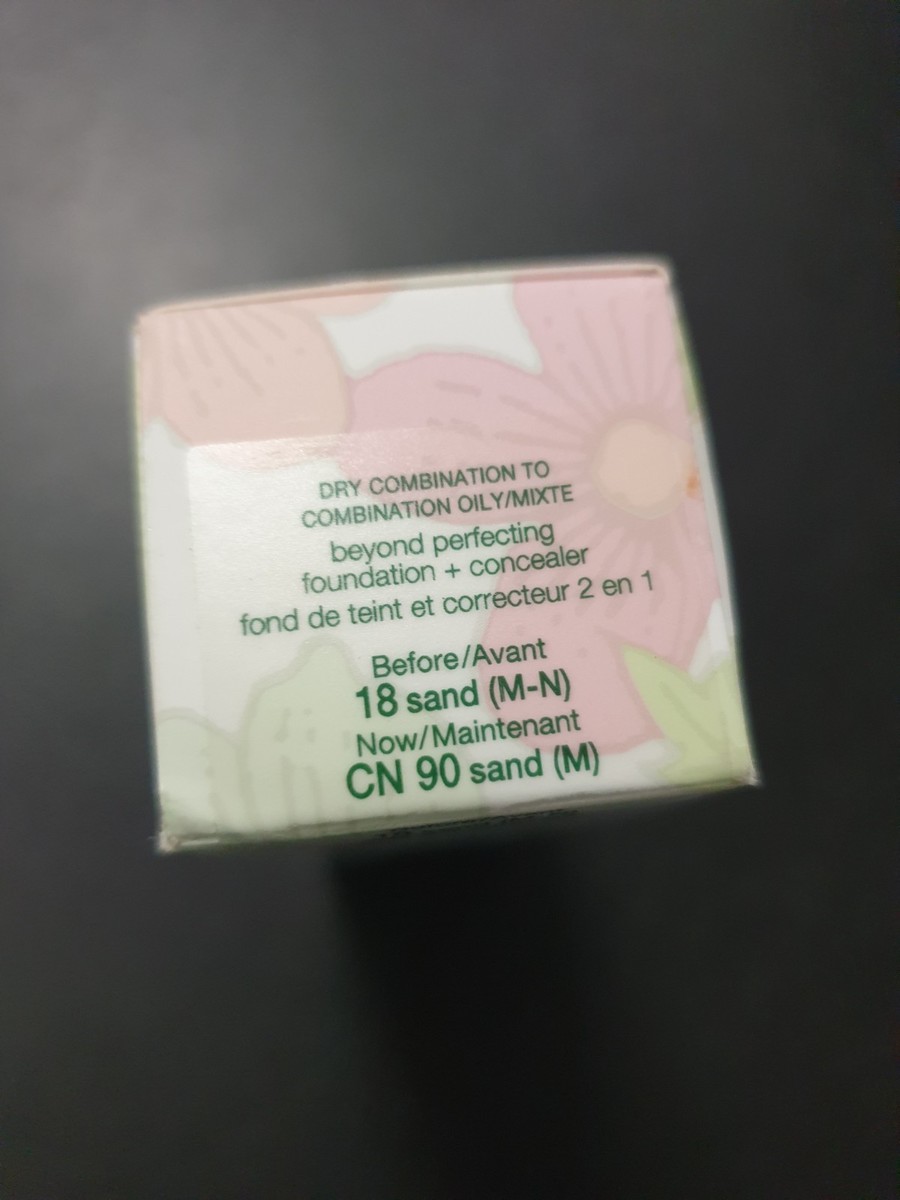 DRY COMBINATION TO
COMBINATION OILY/MIXTE
beyond perfecting
foundation + concealer
fond de teint et correcteur 2 en 1
Before/Avant
18 sand (M-N)
Now/Maintenant
CN 90 sand (M)